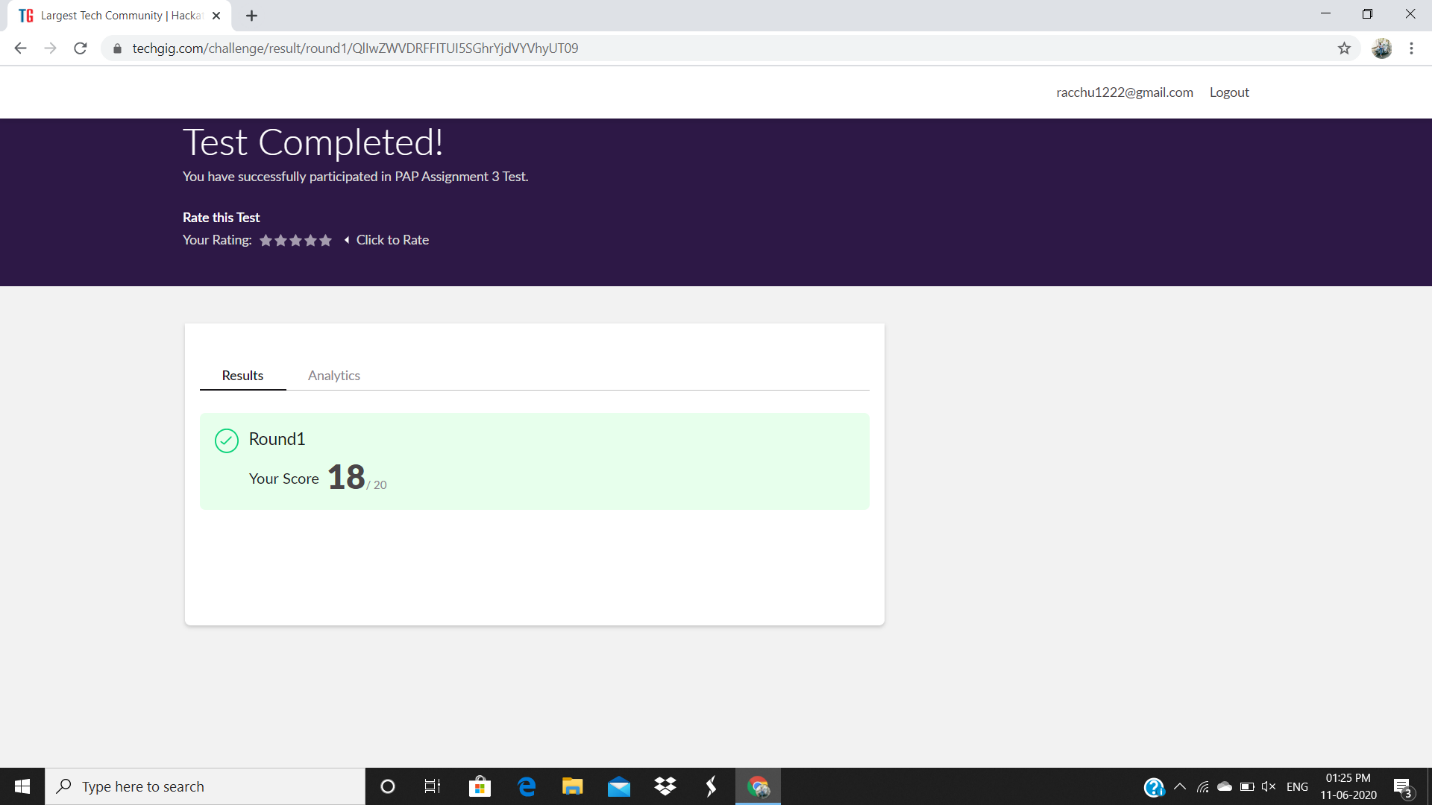 TG Largest Tech Community | Hacka
techgig.com/challenge/result/round1/QlIwZWVDRFFITUI5SGhrYjdVYVhyUT09
racchu1222@gmail.com Logout
Test Completed!
You have successfully participated in PAP Assignment 3 Test.
Rate this Test
Your Rating: Click to Rate
Results Analytics
Round1
Your Score 18 / 20
Type here to search
ENG
01:25 PM
11-06-2020
3